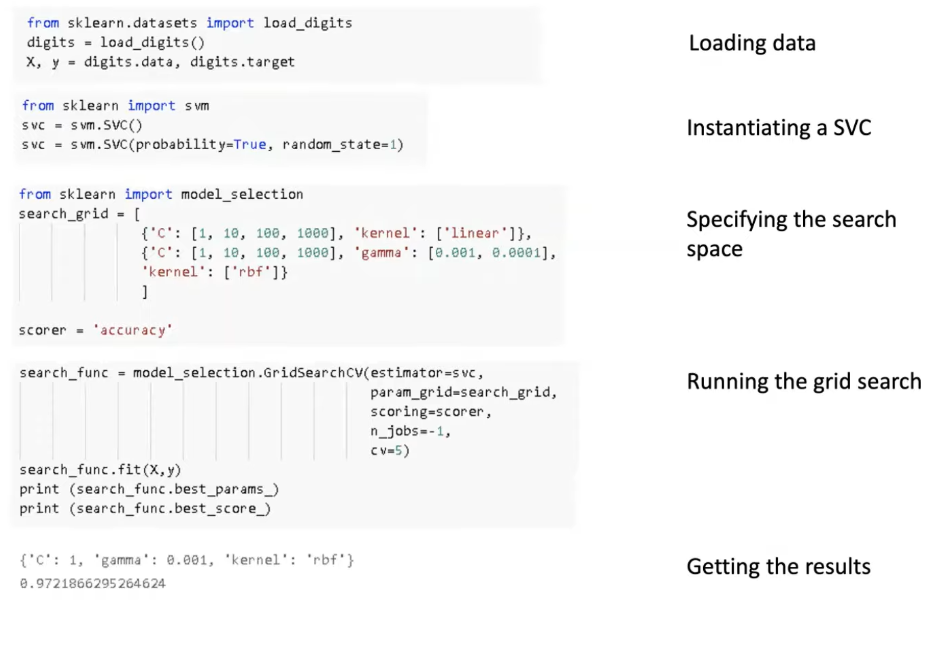 from sklearn.datasets import load_digits
digits = load_digits()
X, y = digits.data, digits.target
Loading data
from sklearn import svm
svc = svm.SVC()
svc = svm.SVC(probability=True, random_state=1)
Instantiating a SVC
from sklearn import model_selection
search_grid = [
{'C': [1, 10, 100, 1000], 'kernel': ['linear']},
{'C': [1, 10, 100, 1000], 'gamma': [0.001, 0.0001],
'kernel': ['rbf']}
]
scorer = 'accuracy'
Specifying the search
space
search_func = model_selection.GridSearchCV(estimator=svc,
param_grid=search_grid,
scoring=scorer,
n_jobs=-1,
cv=5)
search_func.fit(X,y)
print (search_func.best_params_)
print (search_func.best_score_)
Running the grid search
{'C': 1, 'gamma': 0.001, 'kernel': 'rbf'}
0.9721866295264624
Getting the results